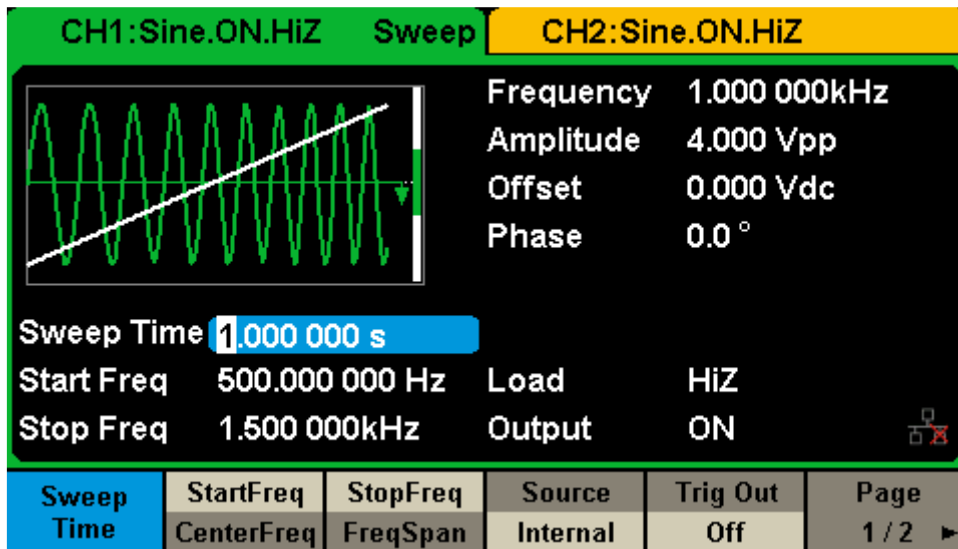 CH1:Sine.ON.HiZ Sweep CH2:Sine.ON.HiZ
Frequency 1.000 000kHz
Amplitude 4.000 Vpp
Offset 0.000 Vdc
Phase 0.0 °
Sweep Time 1.000 000 s
Start Freq 500.000 000 Hz Load HiZ
Stop Freq 1.500 000kHz Output ON
Sweep Time StartFreq CenterFreq StopFreq FreqSpan Source Internal Trig Out Off Page 1 / 2 ►